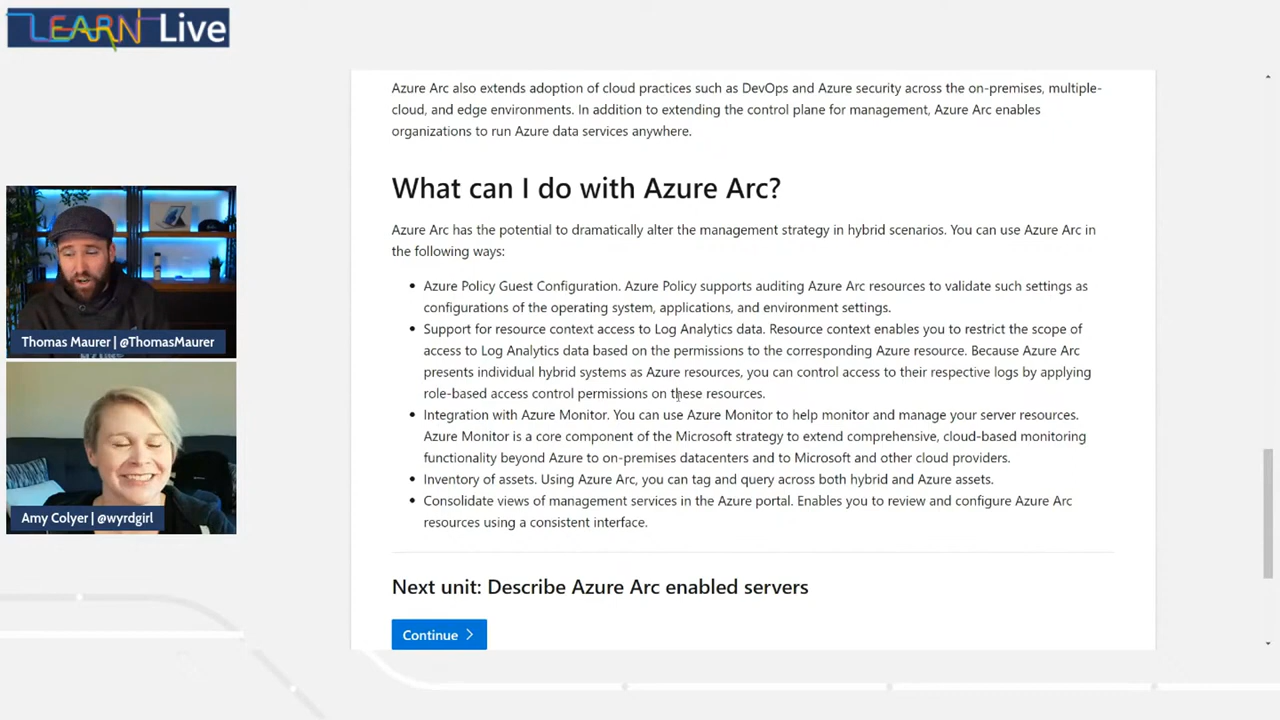 LEARN Live
Azure Arc also extends adoption of cloud practices such as DevOps and Azure security across the on-premises, multiple-
cloud, and edge environments. In addition to extending the control plane for management, Azure Arc enables
organizations to run Azure data services anywhere.
What can I do with Azure Arc?
Azure Arc has the potential to dramatically alter the management strategy in hybrid scenarios. You can use Azure Arc in
the following ways:
• Azure Policy Guest Configuration. Azure Policy supports auditing Azure Arc resources to validate such settings as
configurations of the operating system, applications, and environment settings.
• Support for resource context access to Log Analytics data. Resource context enables you to restrict the scope of
access to Log Analytics data based on the permissions to the corresponding Azure resource. Because Azure Arc
presents individual hybrid systems as Azure resources, you can control access to their respective logs by applying
role-based access control permissions on these resources.
• Integration with Azure Monitor. You can use Azure Monitor to help monitor and manage your server resources.
Azure Monitor is a core component of the Microsoft strategy to extend comprehensive, cloud-based monitoring
functionality beyond Azure to on-premises datacenters and to Microsoft and other cloud providers.
• Inventory of assets. Using Azure Arc, you can tag and query across both hybrid and Azure assets.
• Consolidate views of management services in the Azure portal. Enables you to review and configure Azure Arc
resources using a consistent interface.
Next unit: Describe Azure Arc enabled servers
Continue
Thomas Maurer | @ThomasMaurer
Amy Colyer | @wyrdgirl